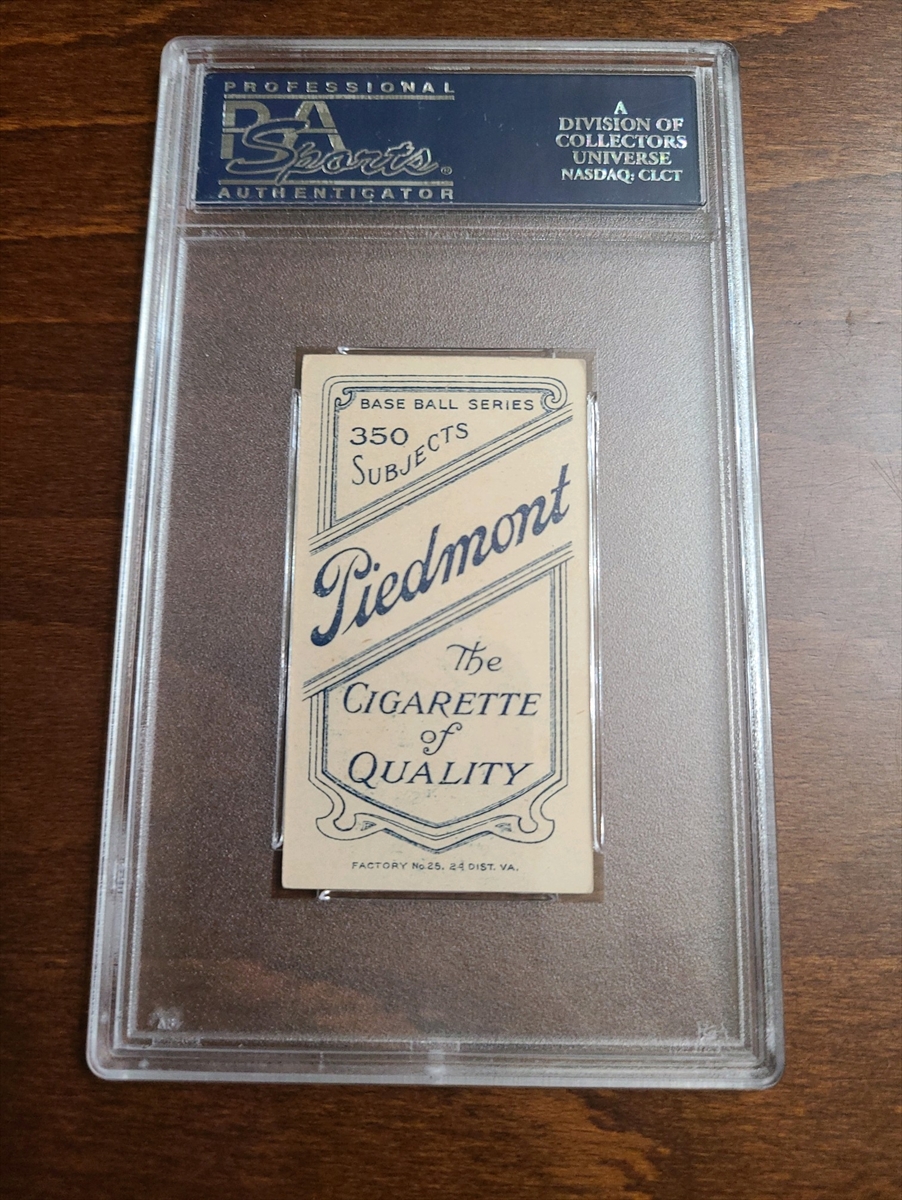 PROFESSIONAL
PSA
Sports®
AUTHENTICATOR
A
DIVISION OF
COLLECTORS
UNIVERSE
NASDAQ: CLCT
BASE BALL SERIES
350
SUBJECTS
Piedmont
The
CIGARETTE
of
QUALITY
FACTORY No. 25, 2d DIST. VA.